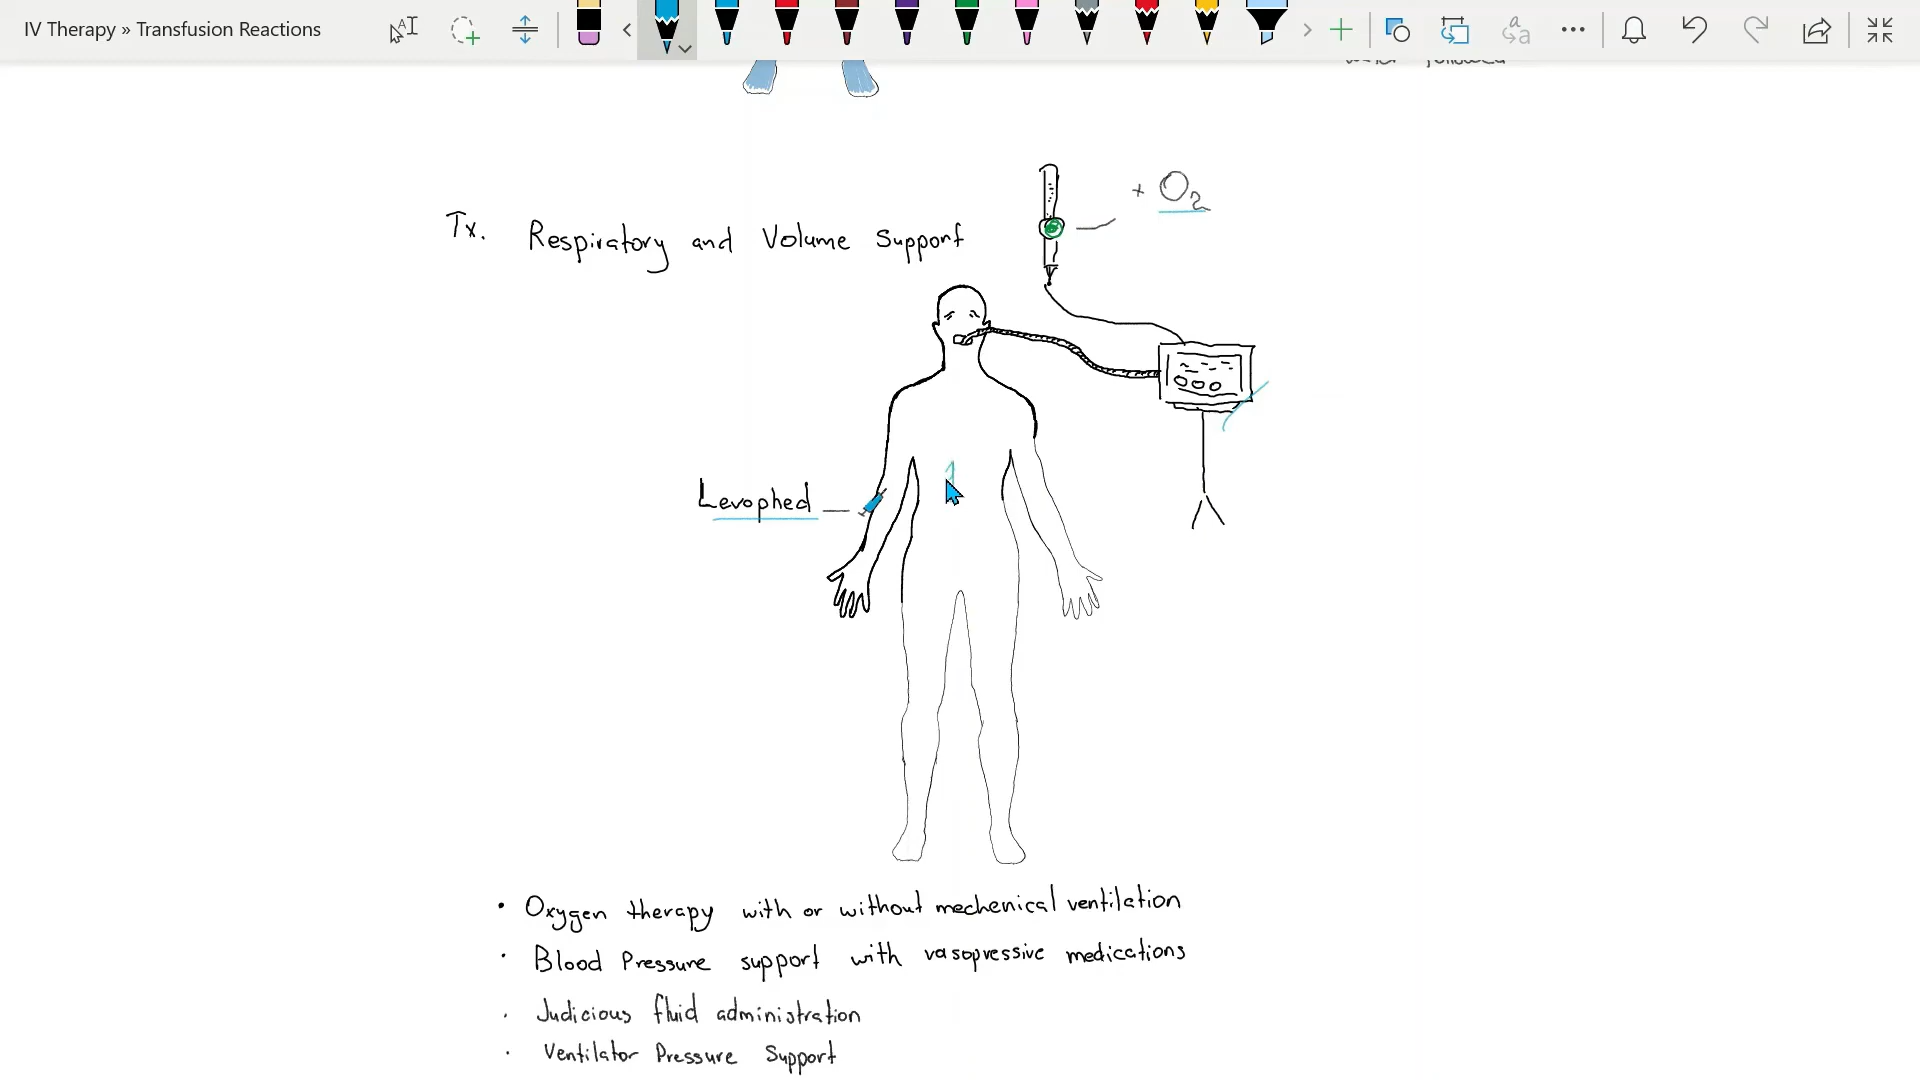 IV Therapy » Transfusion Reactions
+ O2
Tx. Respiratory and Volume Support
Levophed
• Oxygen therapy with or without mechenical ventilation
• Blood Pressure support with vasopressive medications
• Judicious fluid administration
• Ventilator Pressure Support